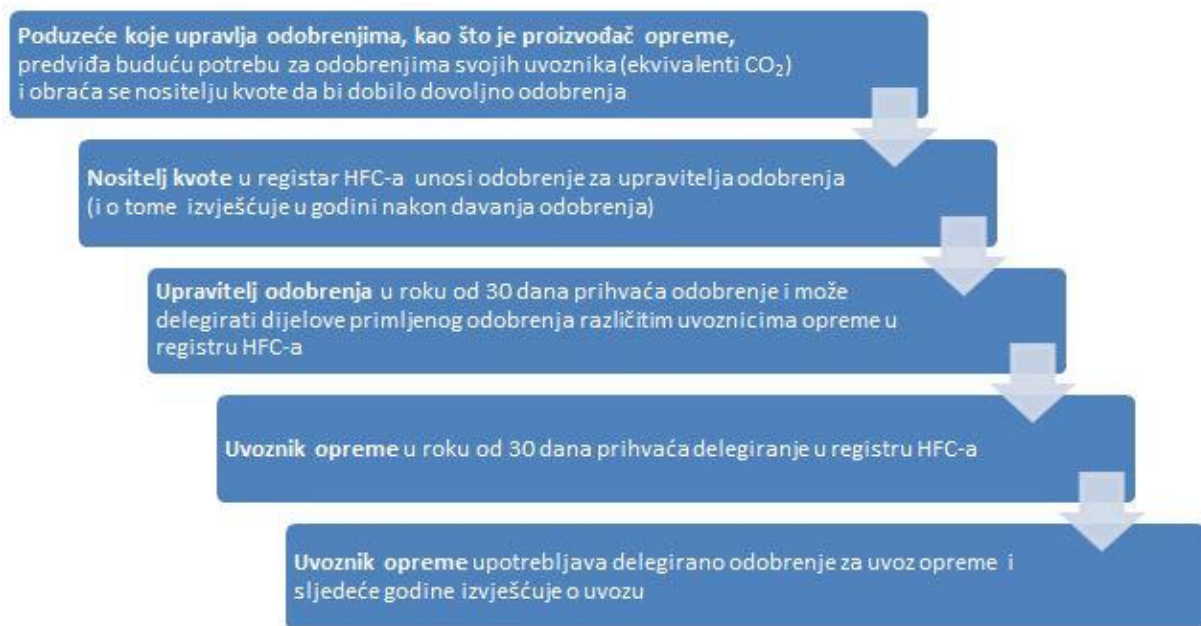 Poduzeće koje upravlja odobrenjima, kao što je proizvođač opreme,
predviđa buduću potrebu za odobrenjima svojih uvoznika (ekvivalenti CO₂)
i obraća se nositelju kvote da bi dobilo dovoljno odobrenja
Nositelj kvote u registar HFC-a unosi odobrenje za upravitelja odobrenja
(i o tome izvješćuje u godini nakon davanja odobrenja)
Upravitelj odobrenja u roku od 30 dana prihvaća odobrenje i može
delegirati dijelove primljenog odobrenja različitim uvoznicima opreme u
registru HFC-a
Uvoznik opreme u roku od 30 dana prihvaća delegiranje u registru HFC-a
Uvoznik opreme upotrebljava delegirano odobrenje za uvoz opreme i
sljedeće godine izvješćuje o uvozu